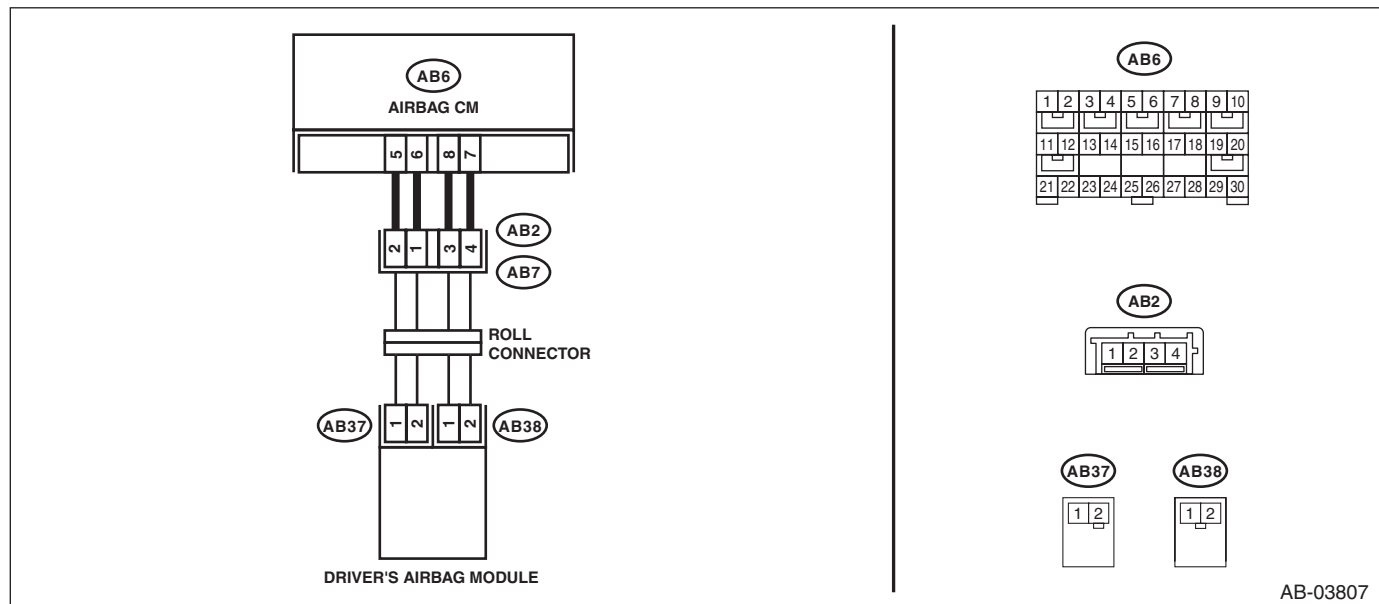 AB6
AIRBAG CM
5 6 8 7
2 1 3 4
AB2
AB7
ROLL
CONNECTOR
AB37
1 2
1 2
AB38
DRIVER'S AIRBAG MODULE
AB6
1 2 3 4 5 6 7 8 9 10
11 12 13 14 15 16 17 18 19 20
21 22 23 24 25 26 27 28 29 30
AB2
1 2 3 4
AB37
1 2
AB38
1 2
AB-03807